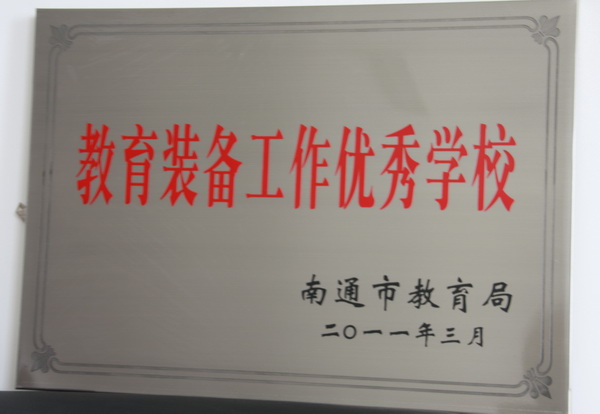 教育装备工作优秀学校
南通市教育局
二〇一一年三月